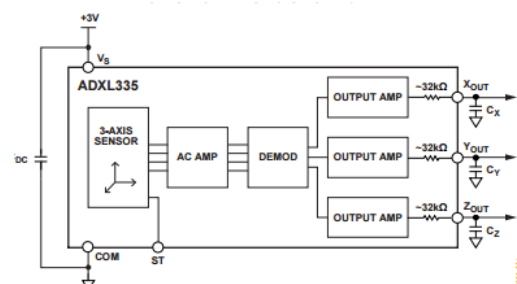 +3V
VS
ADXL335
3-AXIS
SENSOR
AC AMP
DEMOD
OUTPUT AMP
~32kΩ
XOUT
CX
OUTPUT AMP
~32kΩ
YOUT
CY
OUTPUT AMP
~32kΩ
ZOUT
CZ
DC
COM
ST